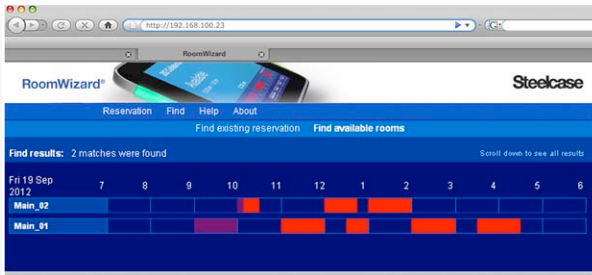 http://192.168.100.23
RoomWizard
RoomWizard®
Steelcase
Reservation Find Help About
Find existing reservation Find available rooms
Find results: 2 matches were found
Scroll down to see all results
Fri 19 Sep
2012
7 8 9 10 11 12 1 2 3 4 5 6
Main_02
Main_01